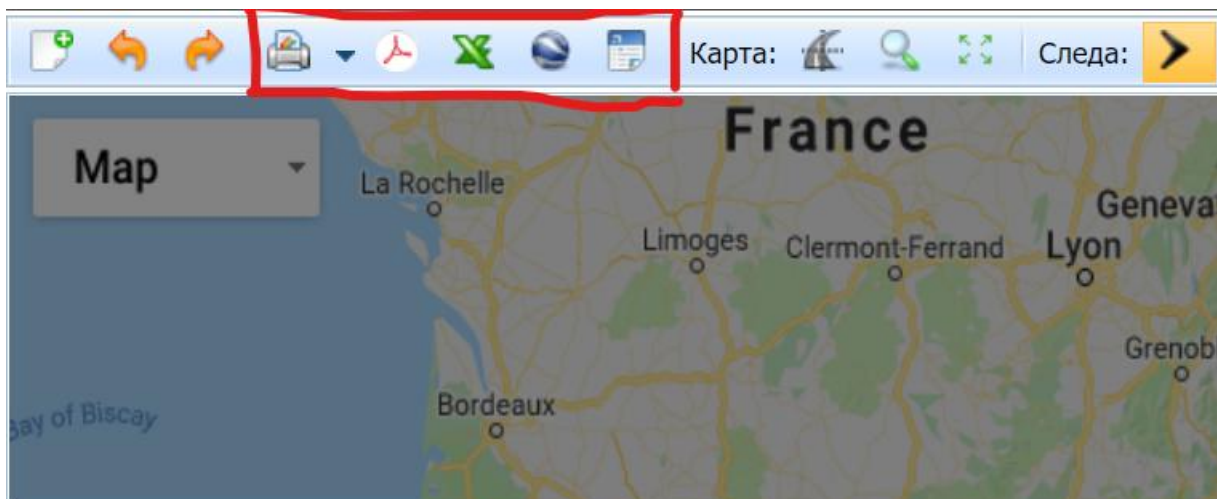 Карта:
Следа:
Map
France
La Rochelle
Geneva
Limoges
Clermont-Ferrand
Lyon
Grenob
Bordeaux
Bay of Biscay